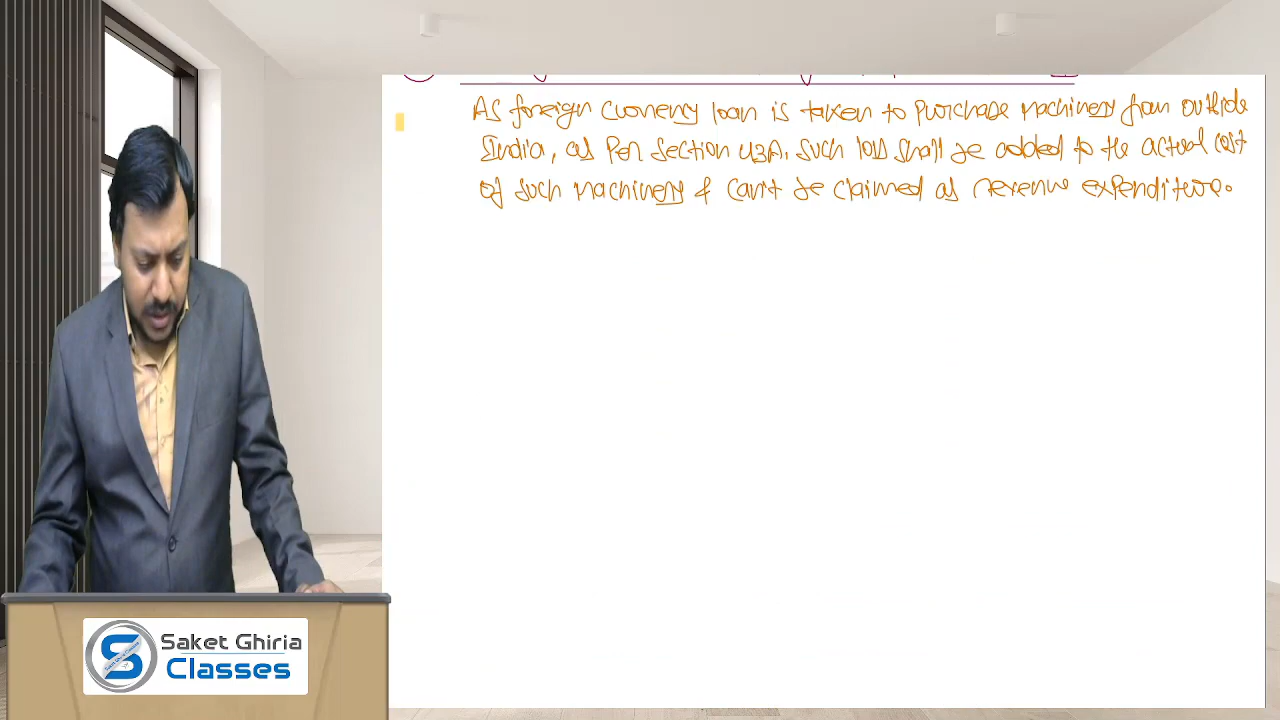 As foreign currency loan is taken to purchase machinery from outside
India, as per section 43A, such loss shall be added to the actual cost
of such machinery & can't be claimed as revenue expenditure.
Saket Ghiria
Classes